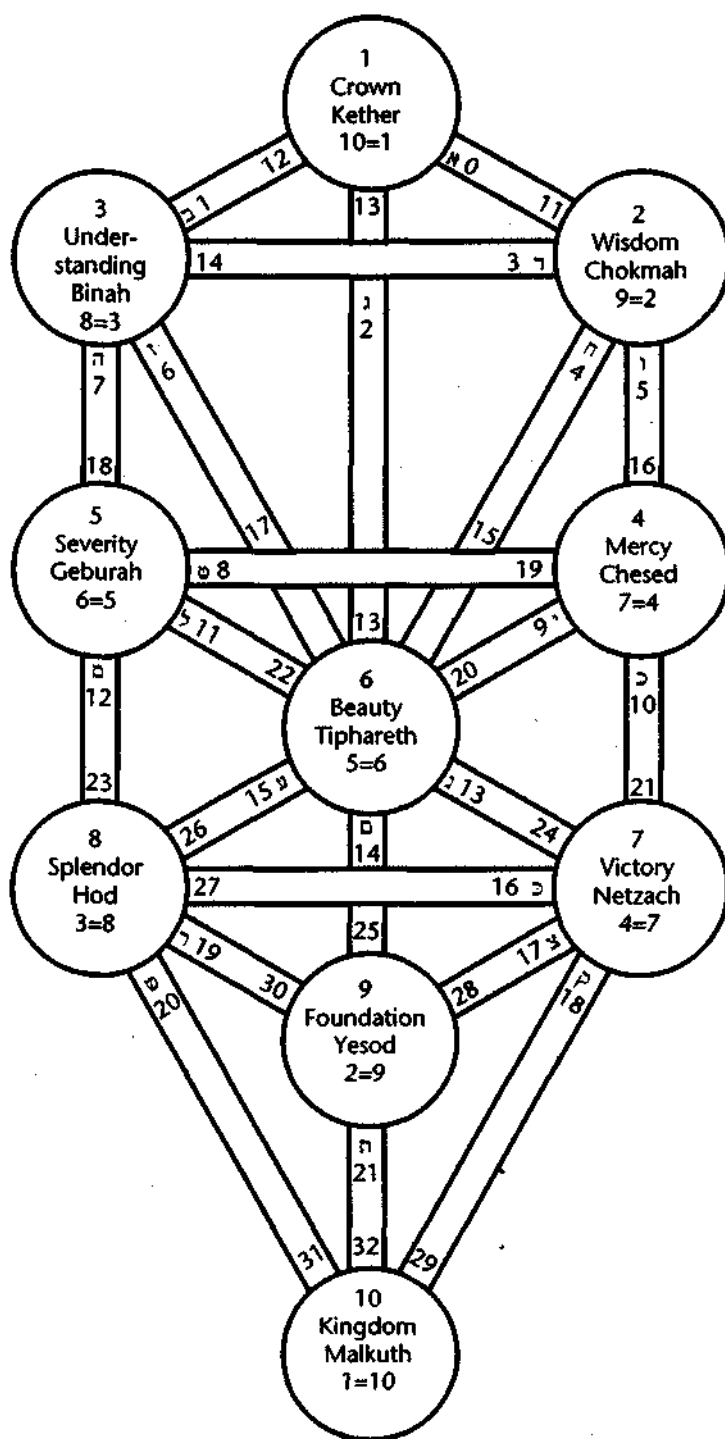 1
Crown
Kether
10=1
12
א 0
ב 1
13
11
3
Under-
standing
Binah
8=3
2
Wisdom
Chokmah
9=2
14
3 ד
ג
2
ה
7
ז
6
ח
4
ו
5
18
17
15
16
5
Severity
Geburah
6=5
4
Mercy
Chesed
7=4
ט 8
19
13
ל 11
22
9 י
20
6
Beauty
Tiphareth
5=6
מ
12
כ
10
23
15 ע
26
13
24
21
14
8
Splendor
Hod
3=8
7
Victory
Netzach
4=7
27
16
25
ר 19
30
17 צ
28
9
Foundation
Yesod
2=9
20
ק
18
ת
21
31
32
29
10
Kingdom
Malkuth
1=10